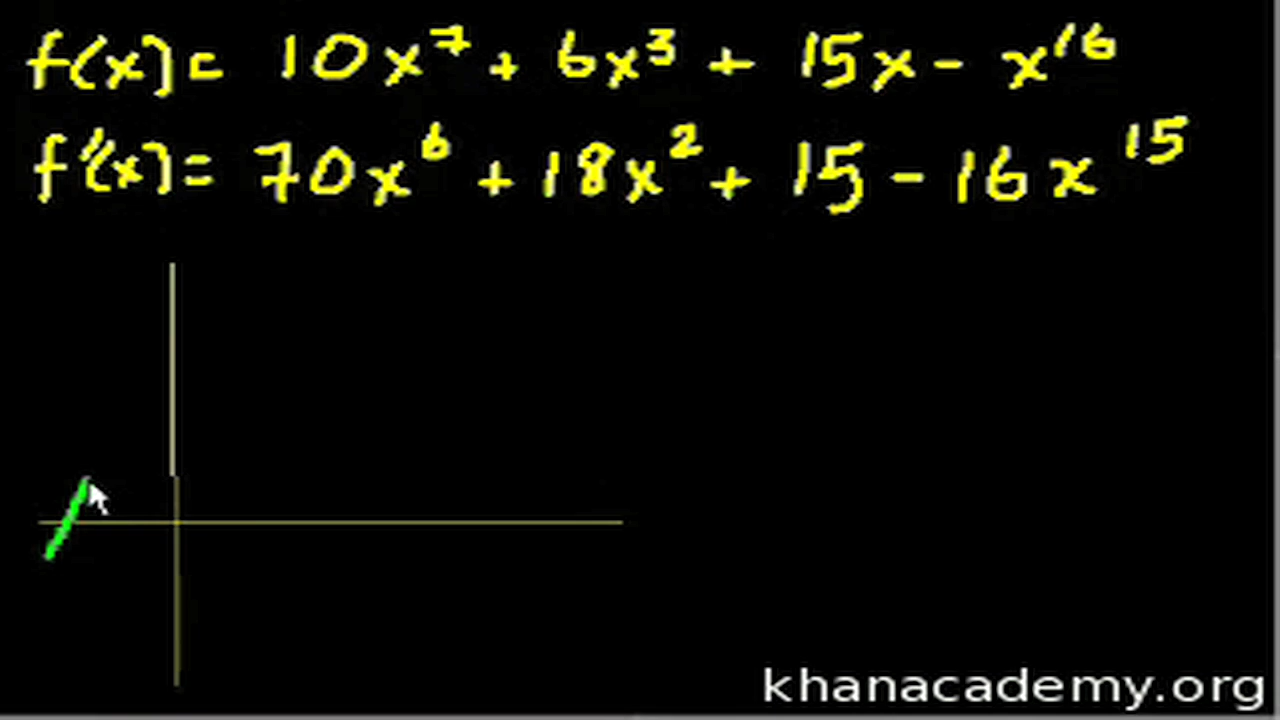 f(x) = 10x⁷ + 6x³ + 15x - x¹⁶
f'(x) = 70x⁶ + 18x² + 15 - 16x¹⁵
khanacademy.org